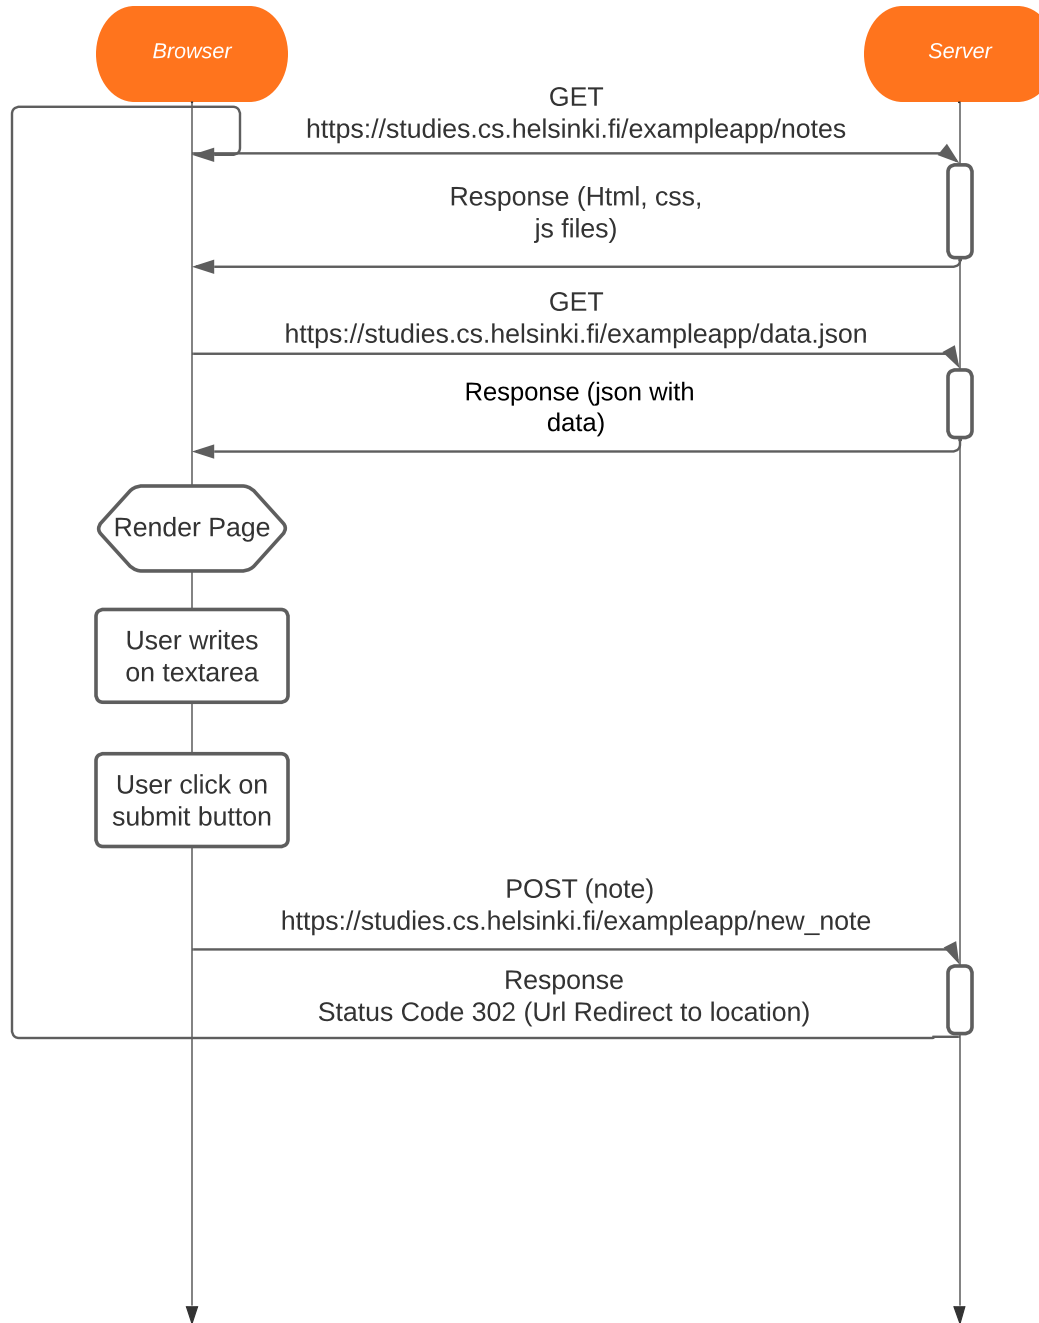 Browser
Server
GET
https://studies.cs.helsinki.fi/exampleapp/notes
Response (Html, css,
js files)
GET
https://studies.cs.helsinki.fi/exampleapp/data.json
Response (json with
data)
Render Page
User writes
on textarea
User click on
submit button
POST (note)
https://studies.cs.helsinki.fi/exampleapp/new_note
Response
Status Code 302 (Url Redirect to location)